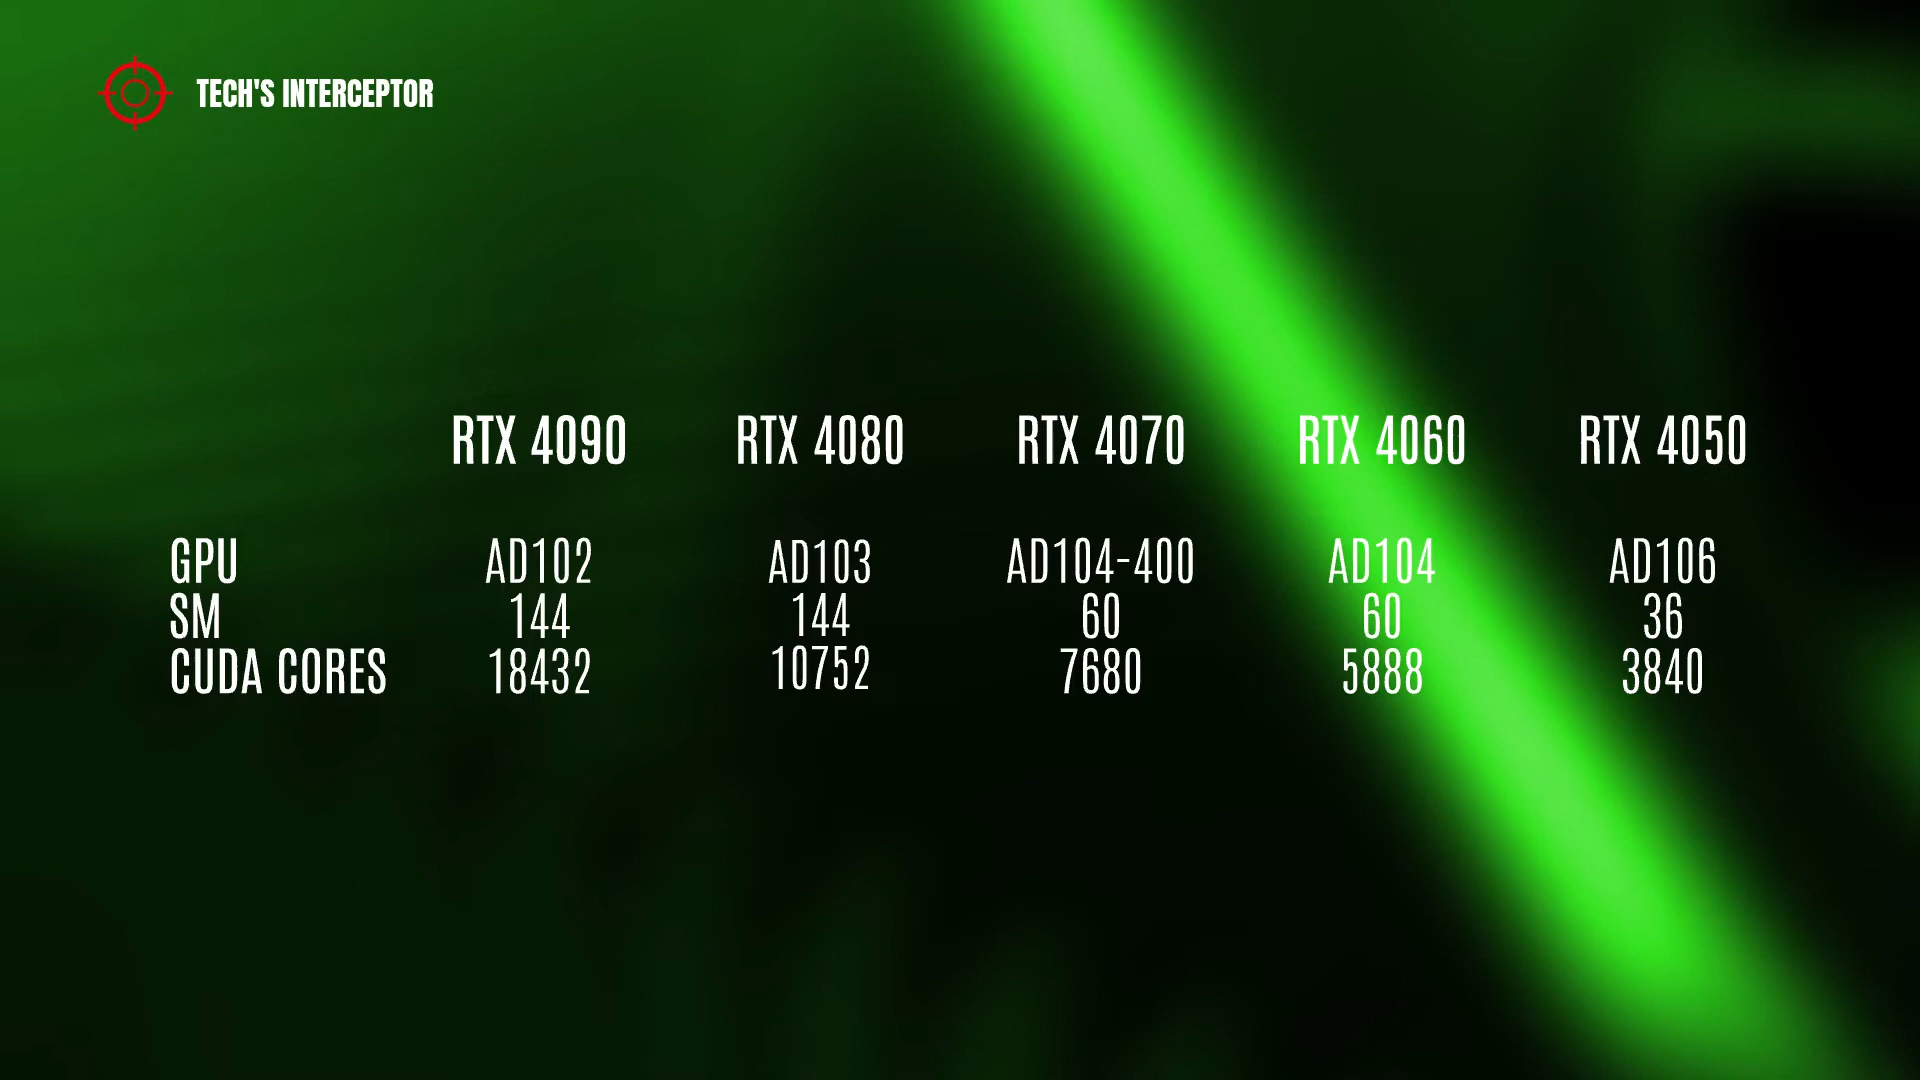 TECH'S INTERCEPTOR
RTX 4090 RTX 4080 RTX 4070 RTX 4060 RTX 4050
GPU AD102 AD103 AD104-400 AD104 AD106
SM 144 144 60 60 36
CUDA CORES 18432 10752 7680 5888 3840